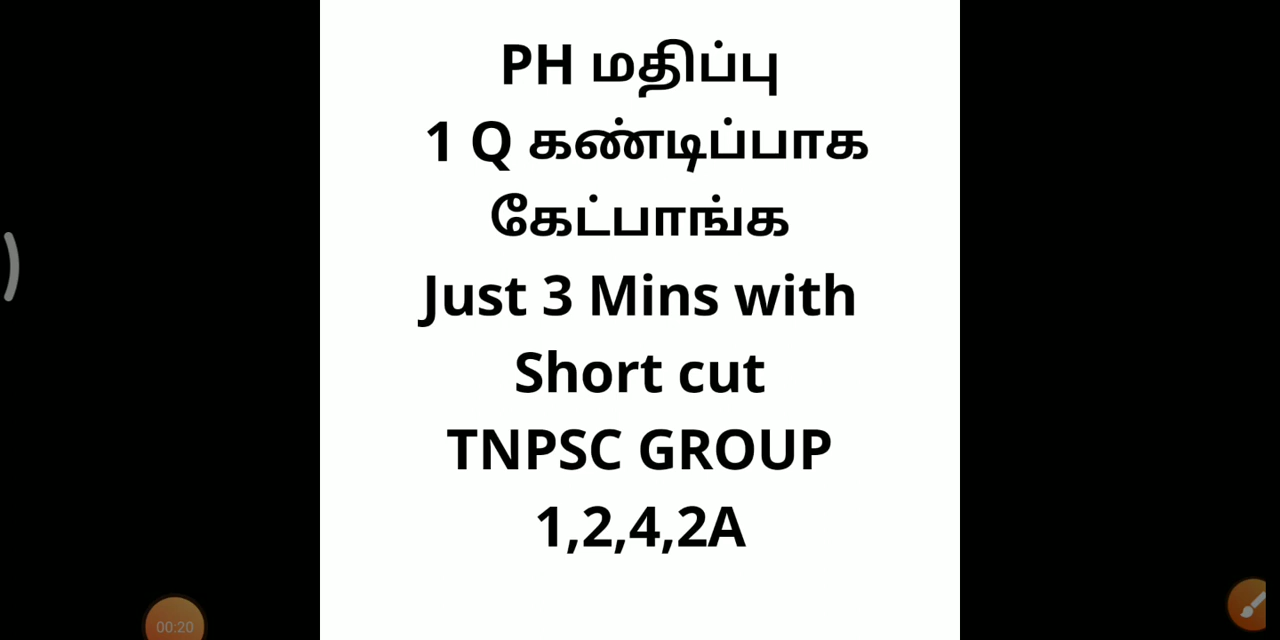 PH மதிப்பு
1 Q கண்டிப்பாக
கேட்பாங்க
Just 3 Mins with
Short cut
TNPSC GROUP
1,2,4,2A
00:20